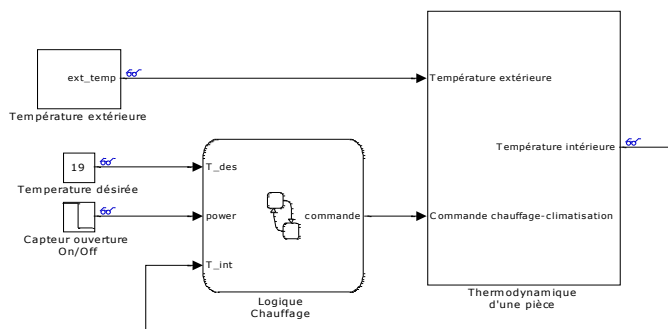 ext_temp
Température extérieure
Température extérieure
Température intérieure
19
Temperature désirée
T_des
power
commande
Commande chauffage-climatisation
Capteur ouverture
On/Off
T_int
Logique
Chauffage
Thermodynamique
d'une pièce